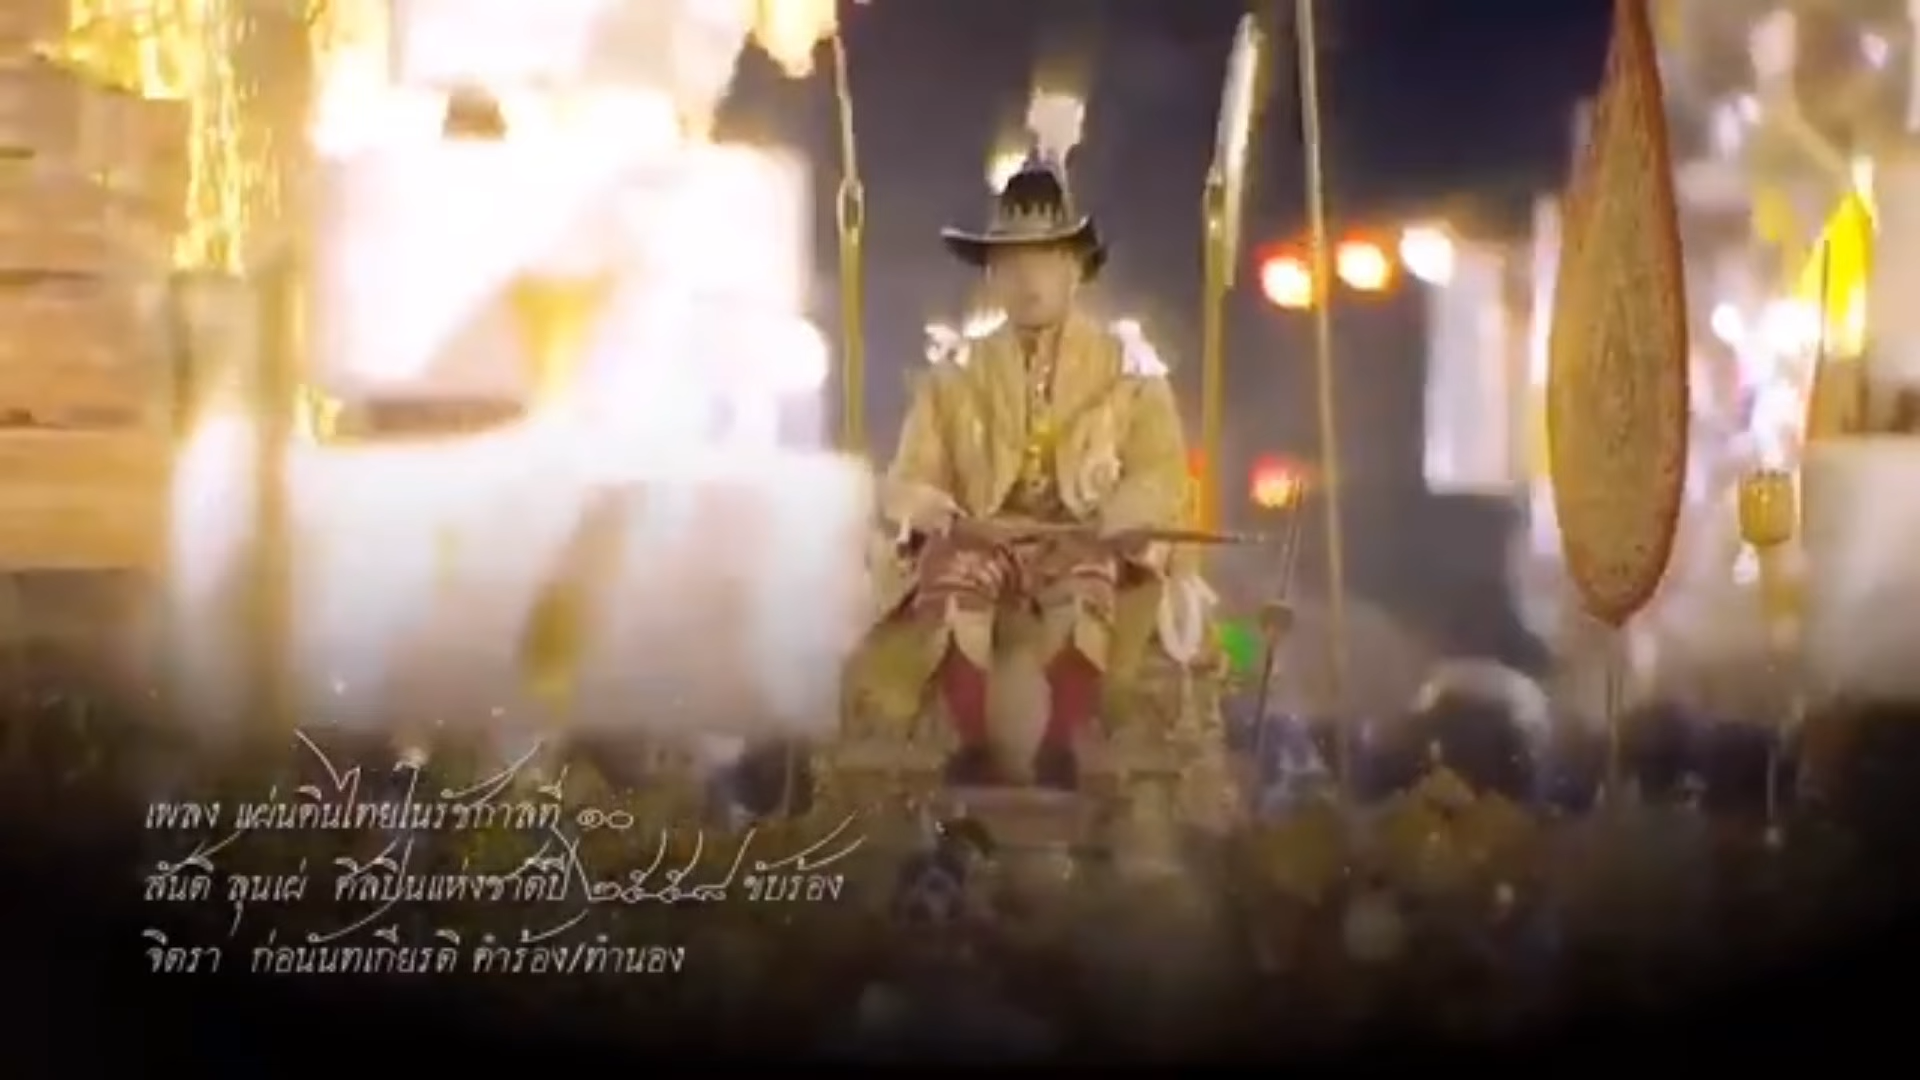 เพลง แผ่นดินไทยในรัชกาลที่ ๑๐
สันติ ลุนเผ่ ศิลปินแห่งชาติปี ๒๕๕๘ ขับร้อง
จิตรา ก่อนันทเกียรติ คำร้อง/ทำนอง